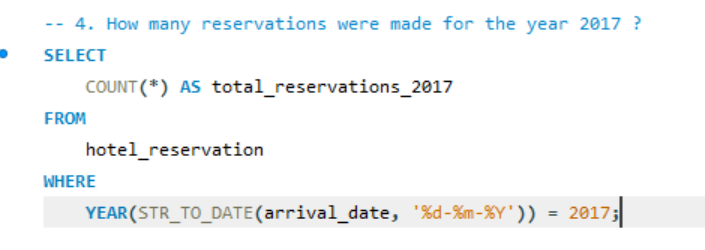 -- 4. How many reservations were made for the year 2017 ?
SELECT
COUNT(*) AS total_reservations_2017
FROM
hotel_reservation
WHERE
YEAR(STR_TO_DATE(arrival_date, '%d-%m-%Y')) = 2017;